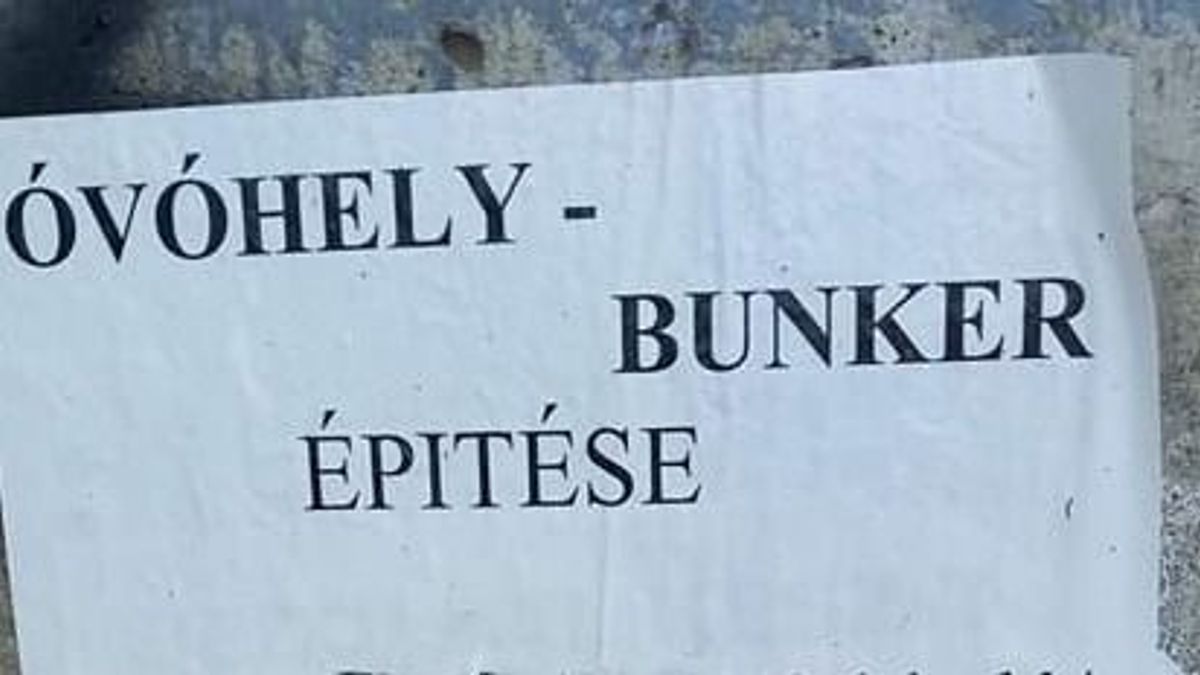 ÓVÓHELY -
BUNKER
ÉPITÉSE